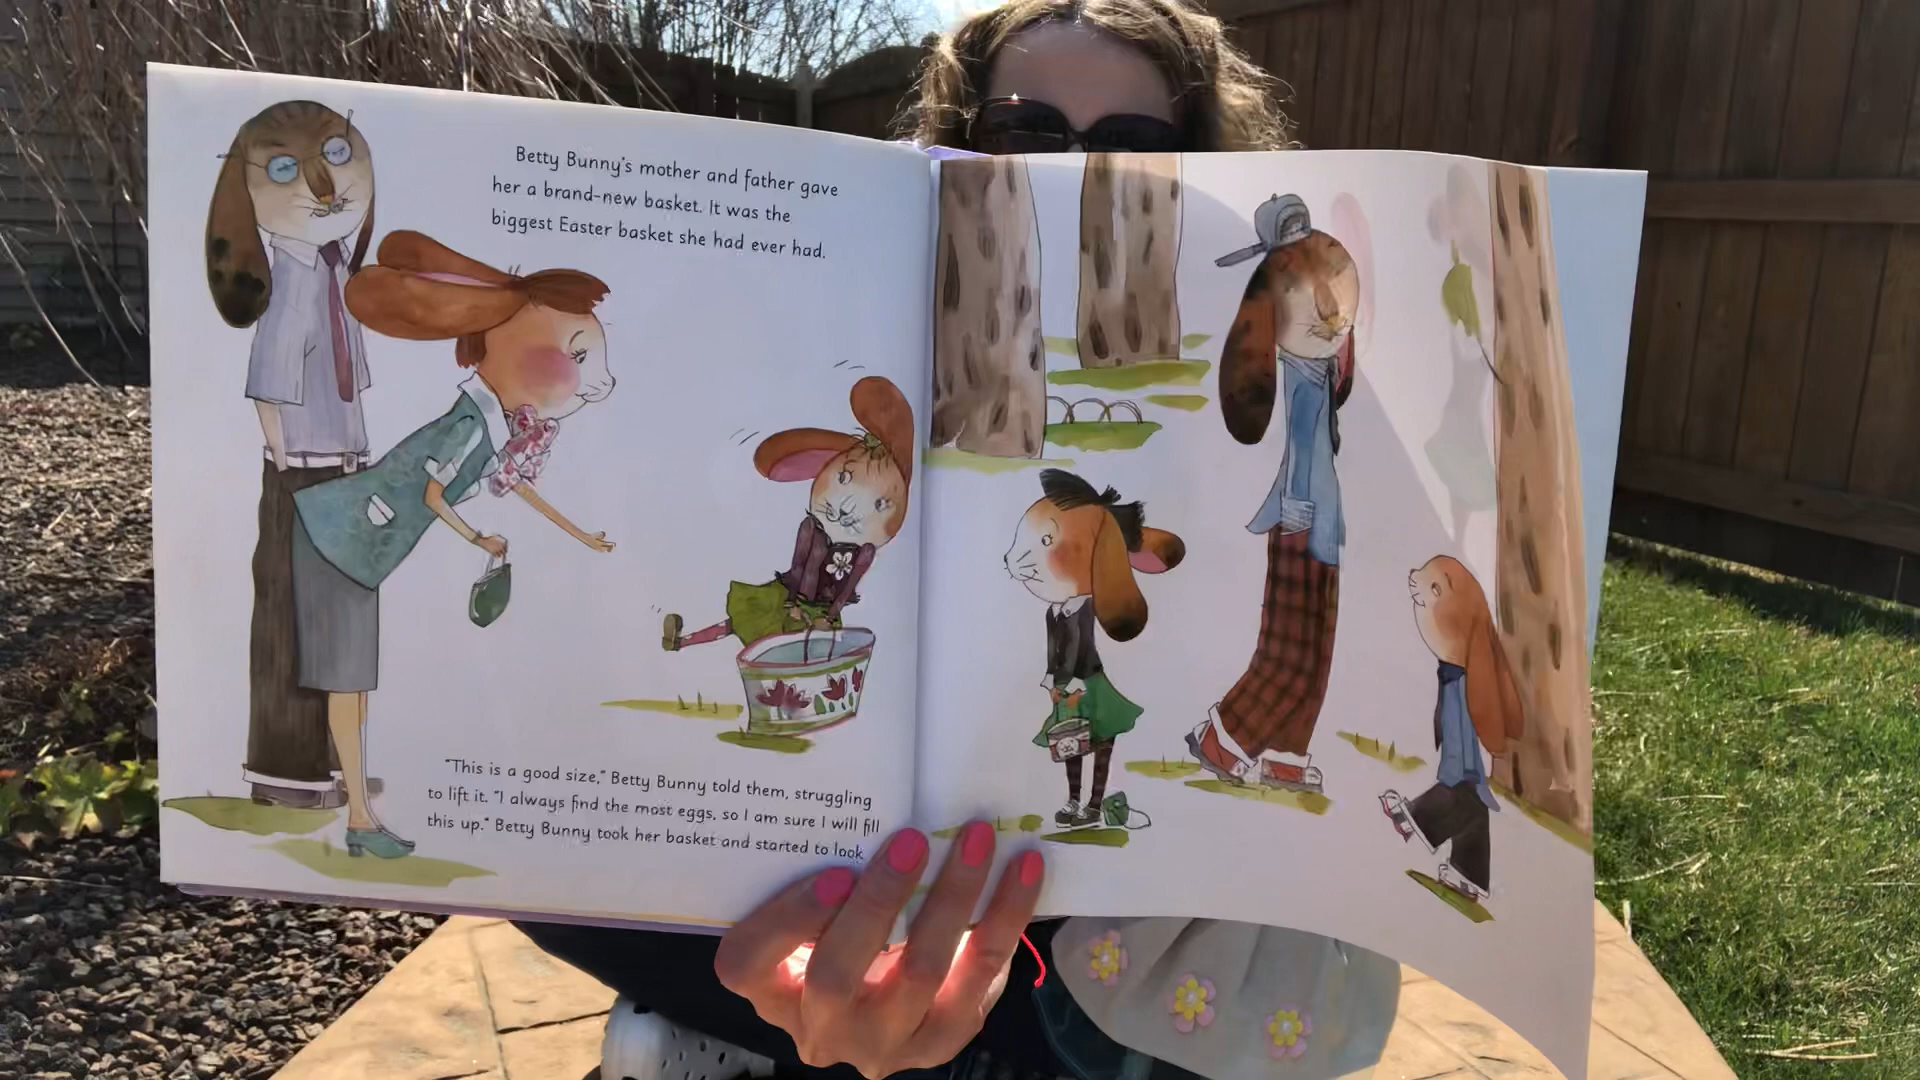 Betty Bunny's mother and father gave
her a brand-new basket. It was the
biggest Easter basket she had ever had.
"This is a good size," Betty Bunny told them, struggling
to lift it. "I always find the most eggs, so I am sure I will fill
this up." Betty Bunny took her basket and started to look